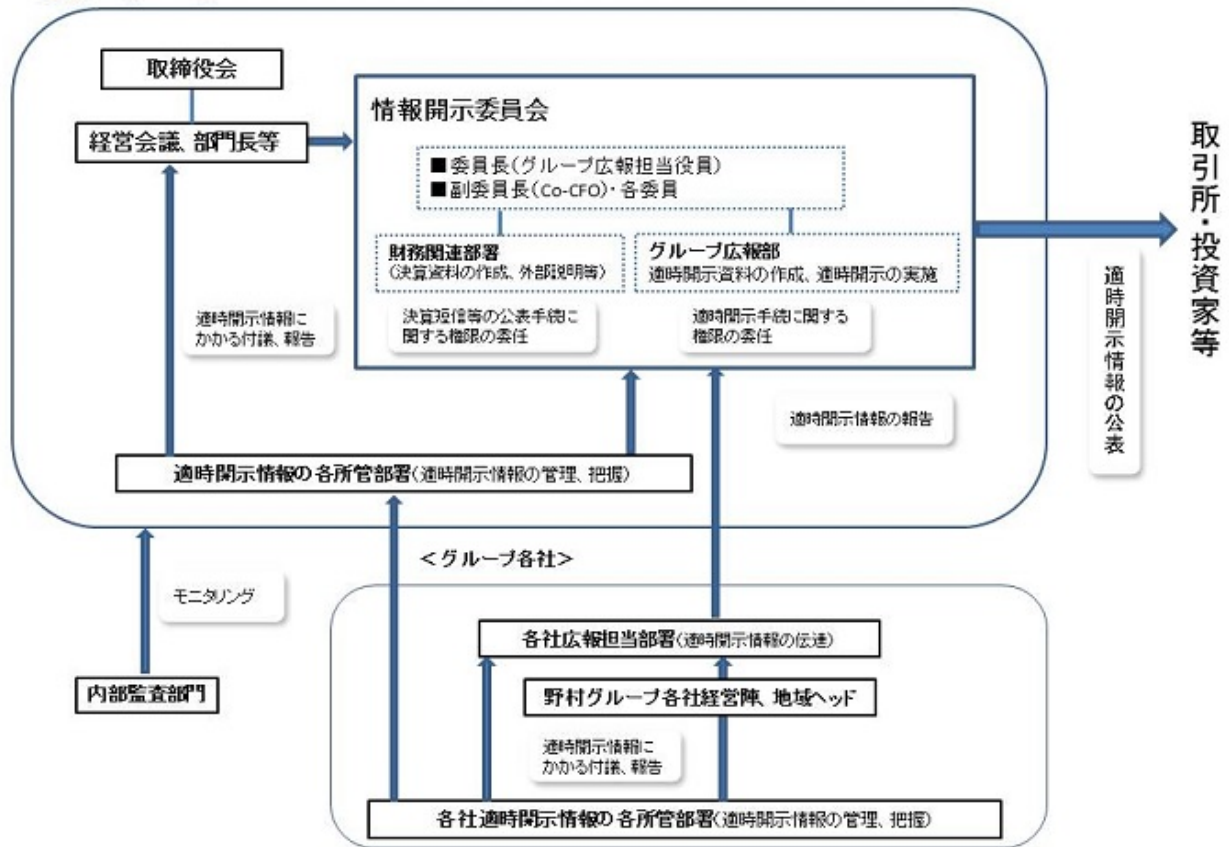 取締役会
経営会議、部門長等
情報開示委員会
■委員長(グループ広報担当役員)
■副委員長(Co-CFO)・各委員
財務関連部署
(決算資料の作成、外部説明等)
グループ広報部
適時開示資料の作成、適時開示の実施
決算短信等の公表手続に
関する権限の委任
適時開示手続に関する
権限の委任
適時開示情報に
かかる付議、報告
適時開示情報の報告
取引所・投資家等
適時開示情報の公表
適時開示情報の各所管部署(適時開示情報の管理、把握)
<グループ各社>
モニタリング
内部監査部門
各社広報担当部署(適時開示情報の伝達)
野村グループ各社経営陣、地域ヘッド
適時開示情報に
かかる付議、報告
各社適時開示情報の各所管部署(適時開示情報の管理、把握)